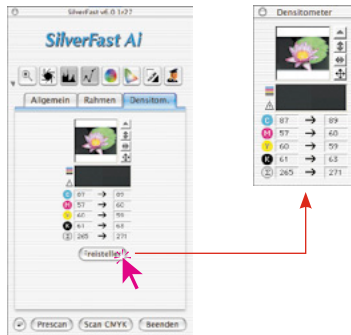 SilverFast v6.0.1r27
SilverFast Ai
Allgemein Rahmen Densitom.
C 87 → 89
M 57 → 60
Y 60 → 59
K 61 → 63
Σ 265 → 271
Freistellen
Prescan Scan CMYK Beenden
Densitometer
C 87 → 89
M 57 → 60
Y 60 → 59
K 61 → 63
Σ 265 → 271